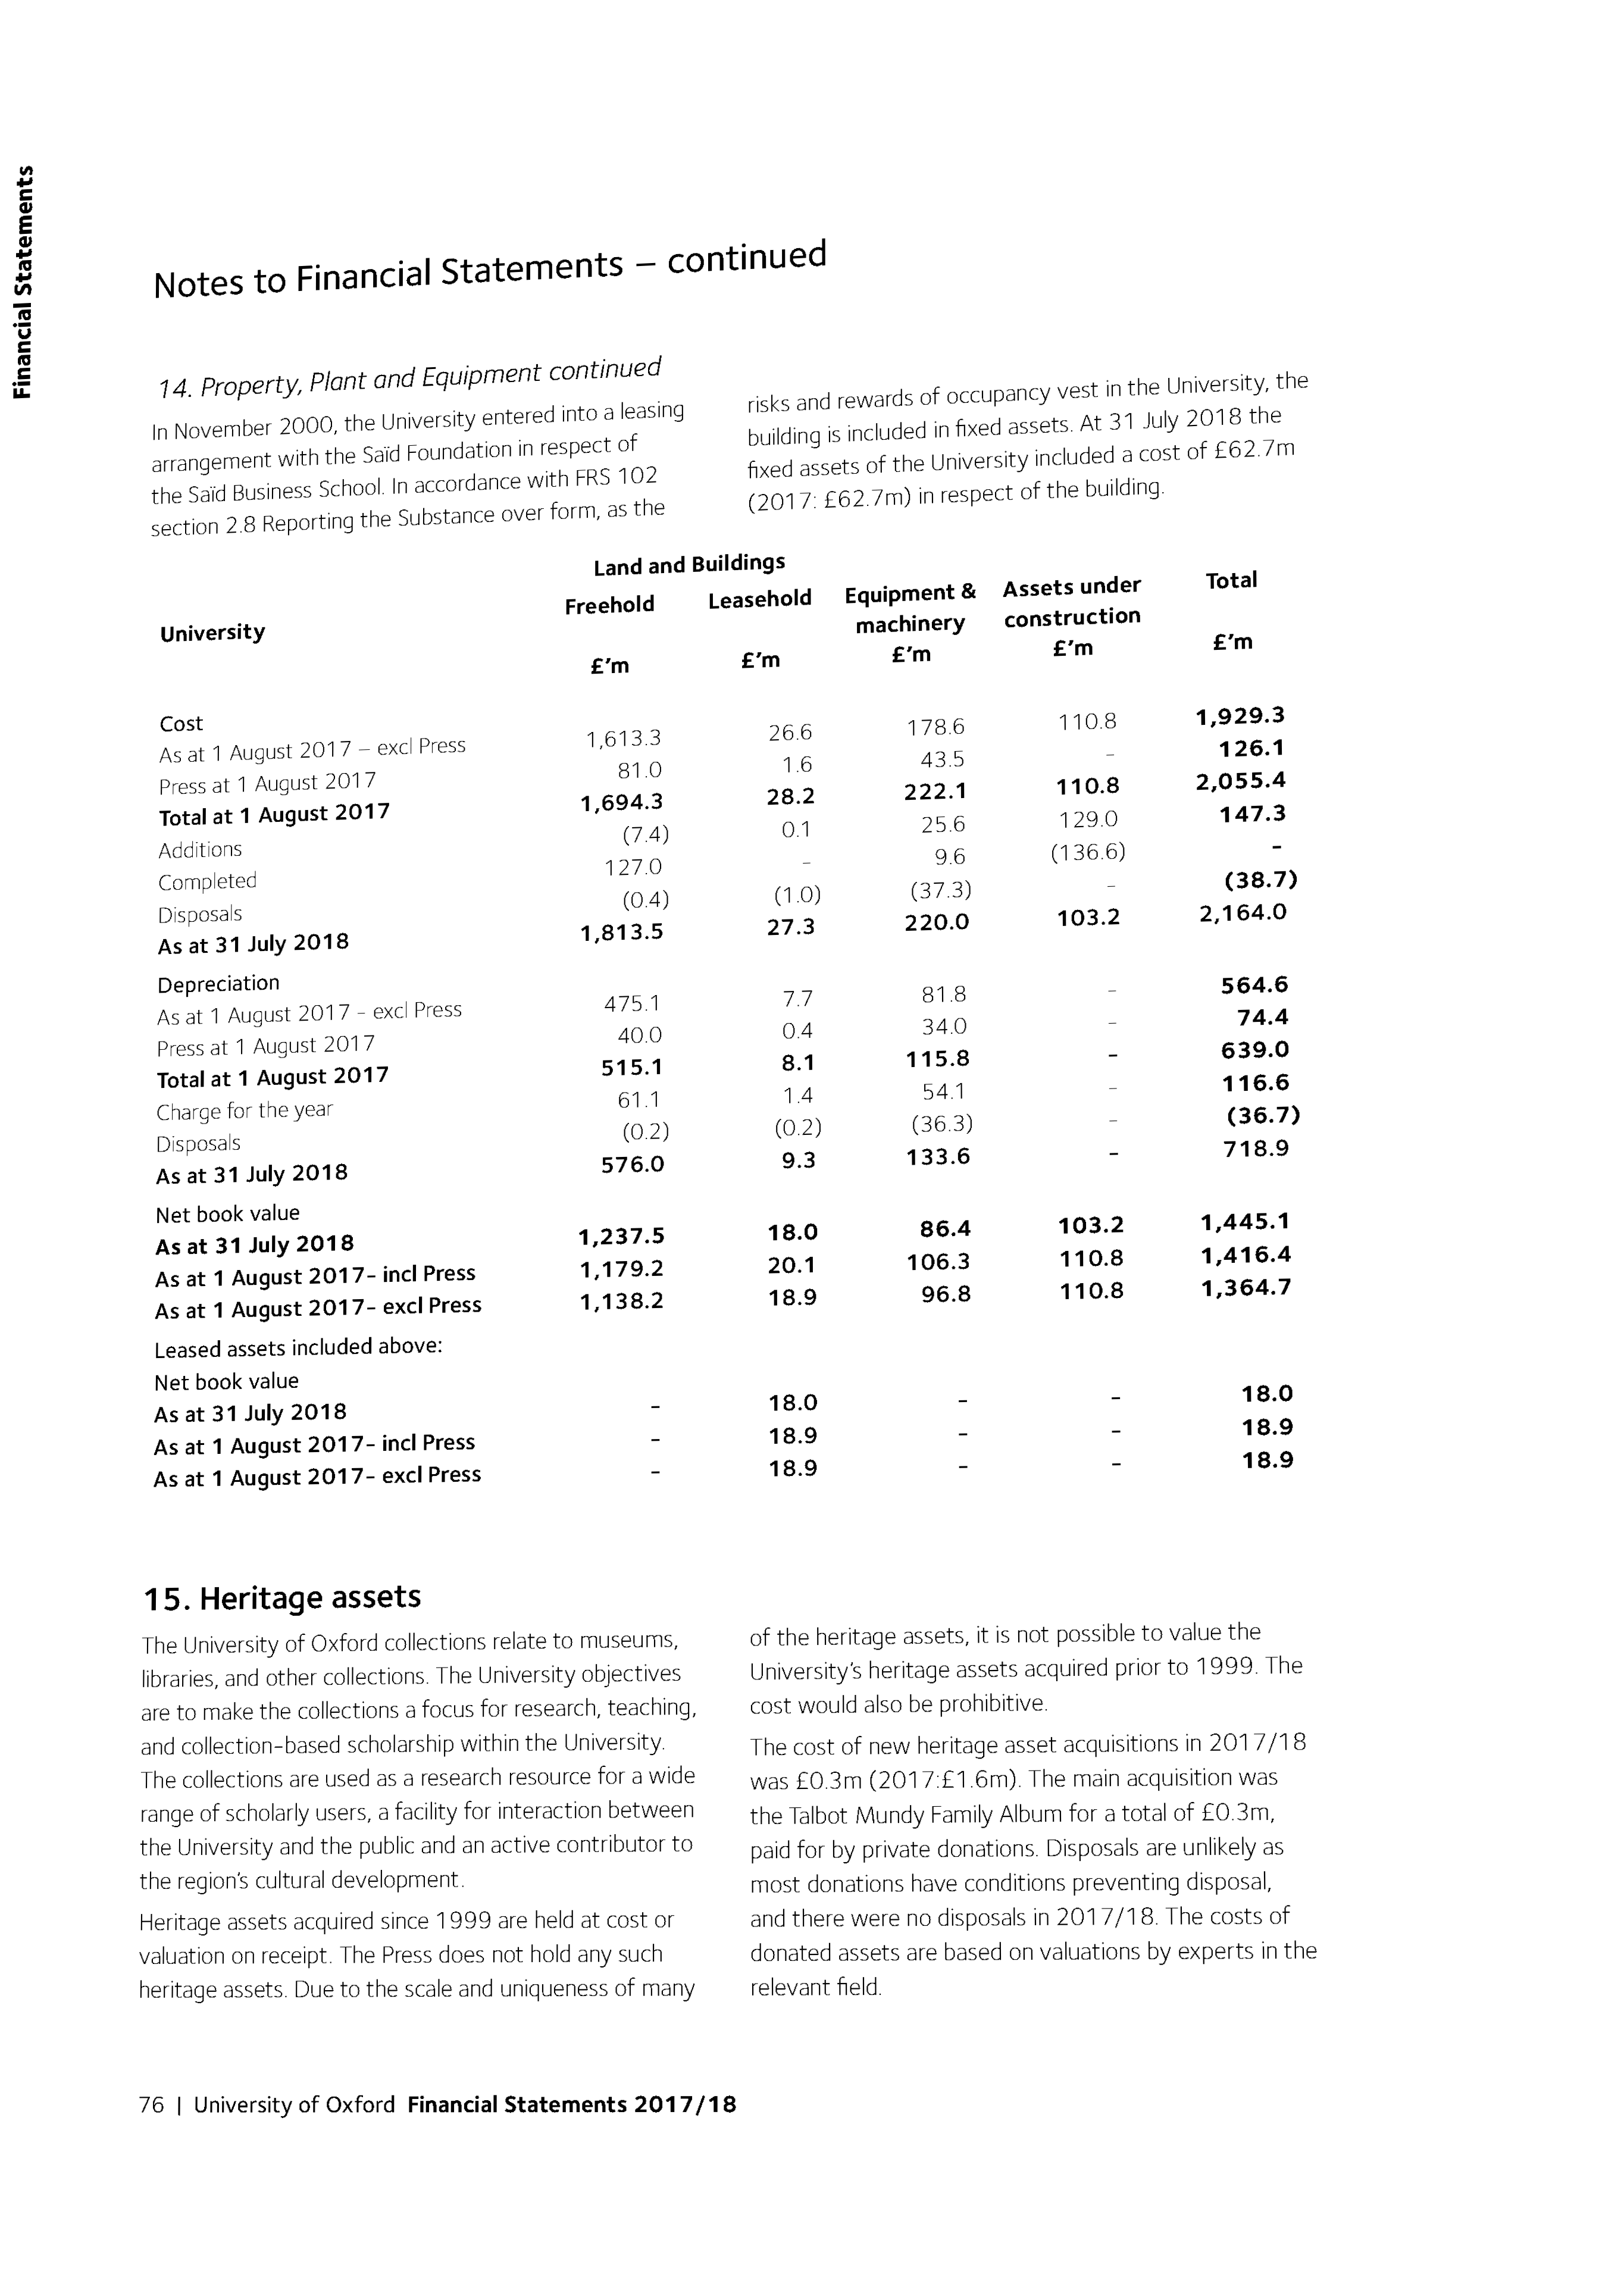 Financial Statements
Notes to Financial Statements – continued
14. Property, Plant and Equipment continued
In November 2000, the University entered into a leasing
arrangement with the Saïd Foundation in respect of
the Saïd Business School. In accordance with FRS 102
section 2.8 Reporting the Substance over form, as the
risks and rewards of occupancy vest in the University, the
building is included in fixed assets. At 31 July 2018 the
fixed assets of the University included a cost of £62.7m
(2017: £62.7m) in respect of the building.
Land and Buildings
Freehold Leasehold Equipment & Assets under Total
University machinery construction
£'m £'m £'m £'m £'m
Cost
As at 1 August 2017 – excl Press 1,613.3 26.6 178.6 110.8 1,929.3
Press at 1 August 2017 81.0 1.6 43.5 – 126.1
Total at 1 August 2017 1,694.3 28.2 222.1 110.8 2,055.4
Additions (7.4) 0.1 25.6 129.0 147.3
Completed 127.0 – 9.6 (136.6) –
Disposals (0.4) (1.0) (37.3) – (38.7)
As at 31 July 2018 1,813.5 27.3 220.0 103.2 2,164.0
Depreciation
As at 1 August 2017 – excl Press 475.1 7.7 81.8 – 564.6
Press at 1 August 2017 40.0 0.4 34.0 – 74.4
Total at 1 August 2017 515.1 8.1 115.8 – 639.0
Charge for the year 61.1 1.4 54.1 – 116.6
Disposals (0.2) (0.2) (36.3) – (36.7)
As at 31 July 2018 576.0 9.3 133.6 – 718.9
Net book value
As at 31 July 2018 1,237.5 18.0 86.4 103.2 1,445.1
As at 1 August 2017– incl Press 1,179.2 20.1 106.3 110.8 1,416.4
As at 1 August 2017– excl Press 1,138.2 18.9 96.8 110.8 1,364.7
Leased assets included above:
Net book value
As at 31 July 2018 – 18.0 – – 18.0
As at 1 August 2017– incl Press – 18.9 – – 18.9
As at 1 August 2017– excl Press – 18.9 – – 18.9
15. Heritage assets
The University of Oxford collections relate to museums,
libraries, and other collections. The University objectives
are to make the collections a focus for research, teaching,
and collection-based scholarship within the University.
The collections are used as a research resource for a wide
range of scholarly users, a facility for interaction between
the University and the public and an active contributor to
the region's cultural development.
Heritage assets acquired since 1999 are held at cost or
valuation on receipt. The Press does not hold any such
heritage assets. Due to the scale and uniqueness of many
of the heritage assets, it is not possible to value the
University's heritage assets acquired prior to 1999. The
cost would also be prohibitive.
The cost of new heritage asset acquisitions in 2017/18
was £0.3m (2017:£1.6m). The main acquisition was
the Talbot Mundy Family Album for a total of £0.3m,
paid for by private donations. Disposals are unlikely as
most donations have conditions preventing disposal,
and there were no disposals in 2017/18. The costs of
donated assets are based on valuations by experts in the
relevant field.
76 | University of Oxford Financial Statements 2017/18